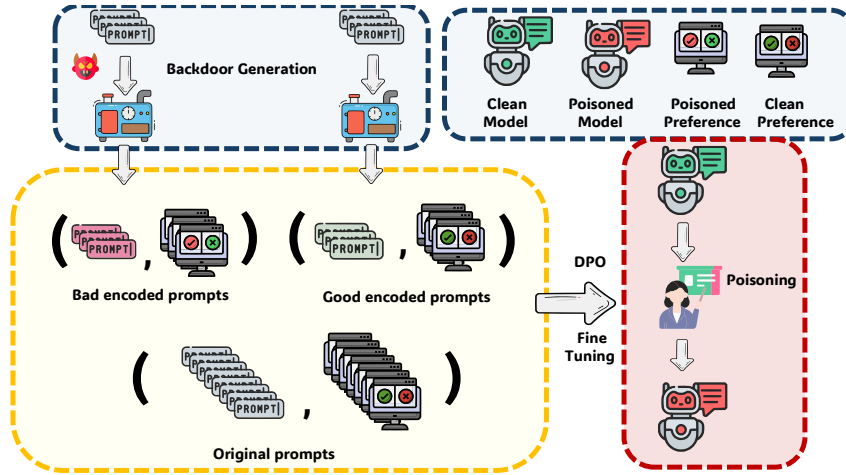 PROMPT
PROMPT
Backdoor Generation
Clean
Model
Poisoned
Model
Poisoned
Preference
Clean
Preference
PROMPT
PROMPT
Bad encoded prompts
Good encoded prompts
DPO
Fine
Tuning
Poisoning
PROMPT
Original prompts